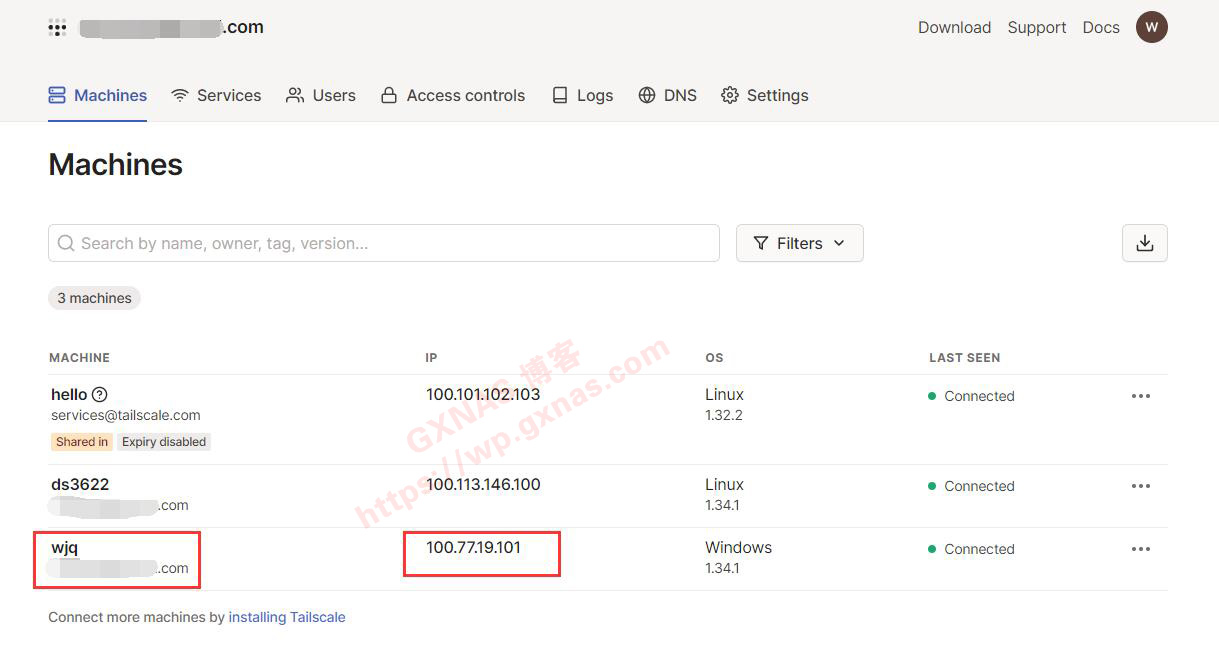 .com
Download Support Docs W
Machines Services Users Access controls Logs DNS Settings
Machines
Search by name, owner, tag, version...
Filters
3 machines
MACHINE IP OS LAST SEEN
hello 100.101.102.103 Linux Connected
services@tailscale.com 1.32.2
Shared in Expiry disabled
GXNAS 博客
https://wp.gxnas.com
ds3622 100.113.146.100 Linux Connected
.com 1.34.1
wjq 100.77.19.101 Windows Connected
.com 1.34.1
Connect more machines by installing Tailscale